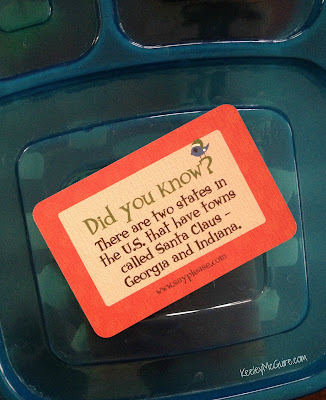 Did you know?
There are two states in
the U.S. that have towns
called Santa Claus –
Georgia and Indiana.
www.sayplease.com
KeeleyMcGuire.com